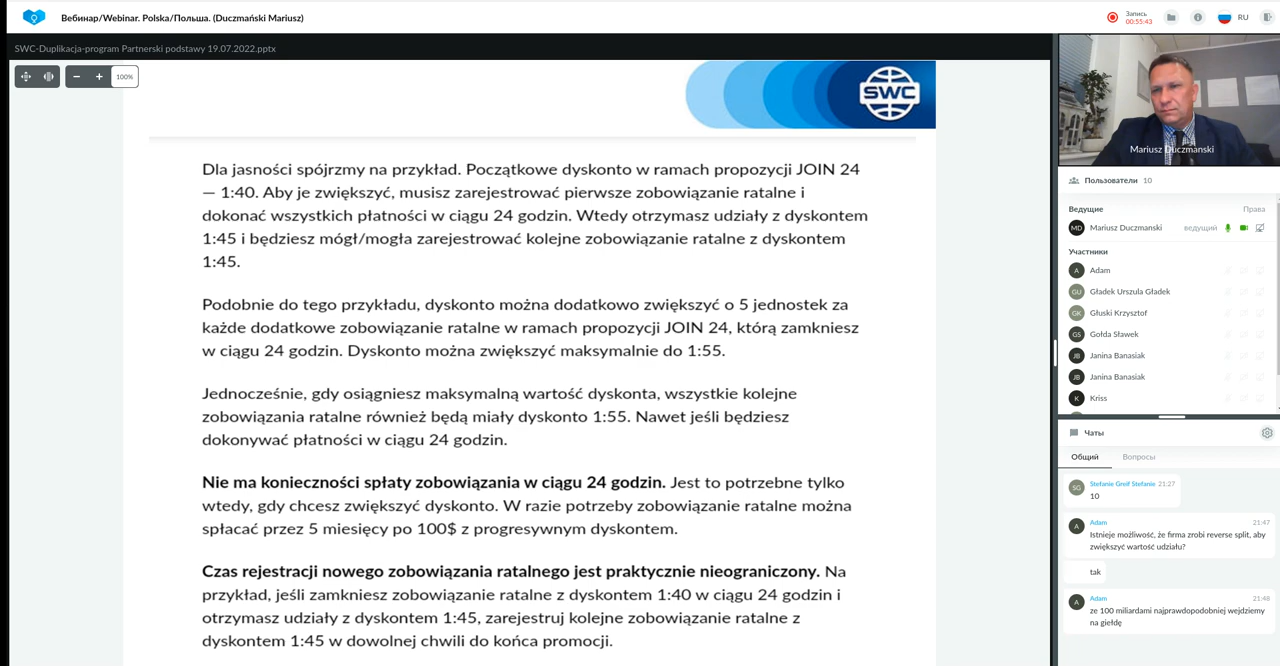 Вебинар/Webinar. Polska/Польша. (Duczmański Mariusz)
Запись
00:55:43
RU
SWC-Duplikacja-program Partnerski podstawy 19.07.2022.pptx
100%
SWC
Dla jasności spójrzmy na przykład. Początkowe dyskonto w ramach propozycji JOIN 24
— 1:40. Aby je zwiększyć, musisz zarejestrować pierwsze zobowiązanie ratalne i
dokonać wszystkich płatności w ciągu 24 godzin. Wtedy otrzymasz udziały z dyskontem
1:45 i będziesz mógł/mogła zarejestrować kolejne zobowiązanie ratalne z dyskontem
1:45.
Podobnie do tego przykładu, dyskonto można dodatkowo zwiększyć o 5 jednostek za
każde dodatkowe zobowiązanie ratalne w ramach propozycji JOIN 24, którą zamkniesz
w ciągu 24 godzin. Dyskonto można zwiększyć maksymalnie do 1:55.
Jednocześnie, gdy osiągniesz maksymalną wartość dyskonta, wszystkie kolejne
zobowiązania ratalne również będą miały dyskonto 1:55. Nawet jeśli będziesz
dokonywać płatności w ciągu 24 godzin.
Nie ma konieczności spłaty zobowiązania w ciągu 24 godzin. Jest to potrzebne tylko
wtedy, gdy chcesz zwiększyć dyskonto. W razie potrzeby zobowiązanie ratalne można
spłacać przez 5 miesięcy po 100$ z progresywnym dyskontem.
Czas rejestracji nowego zobowiązania ratalnego jest praktycznie nieograniczony. Na
przykład, jeśli zamkniesz zobowiązanie ratalne z dyskontem 1:40 w ciągu 24 godzin i
otrzymasz udziały z dyskontem 1:45, zarejestruj kolejne zobowiązanie ratalne z
dyskontem 1:45 w dowolnej chwili do końca promocji.
Mariusz Duczmanski
Пользователи 10
Ведущие Права
MD Mariusz Duczmanski ведущий
Участники
A Adam
GU Gładek Urszula Gładek
GK Głuski Krzysztof
GS Gołda Sławek
JB Janina Banasiak
JB Janina Banasiak
K Kriss
Чаты
Общий Вопросы
SG Stefanie Greif Stefanie 21:27
10
A Adam 21:47
Istnieje możliwość, że firma zrobi reverse split, aby
zwiększyć wartość udziału?
tak
A Adam 21:48
ze 100 miliardami najprawdopodobniej wejdziemy
na giełdę